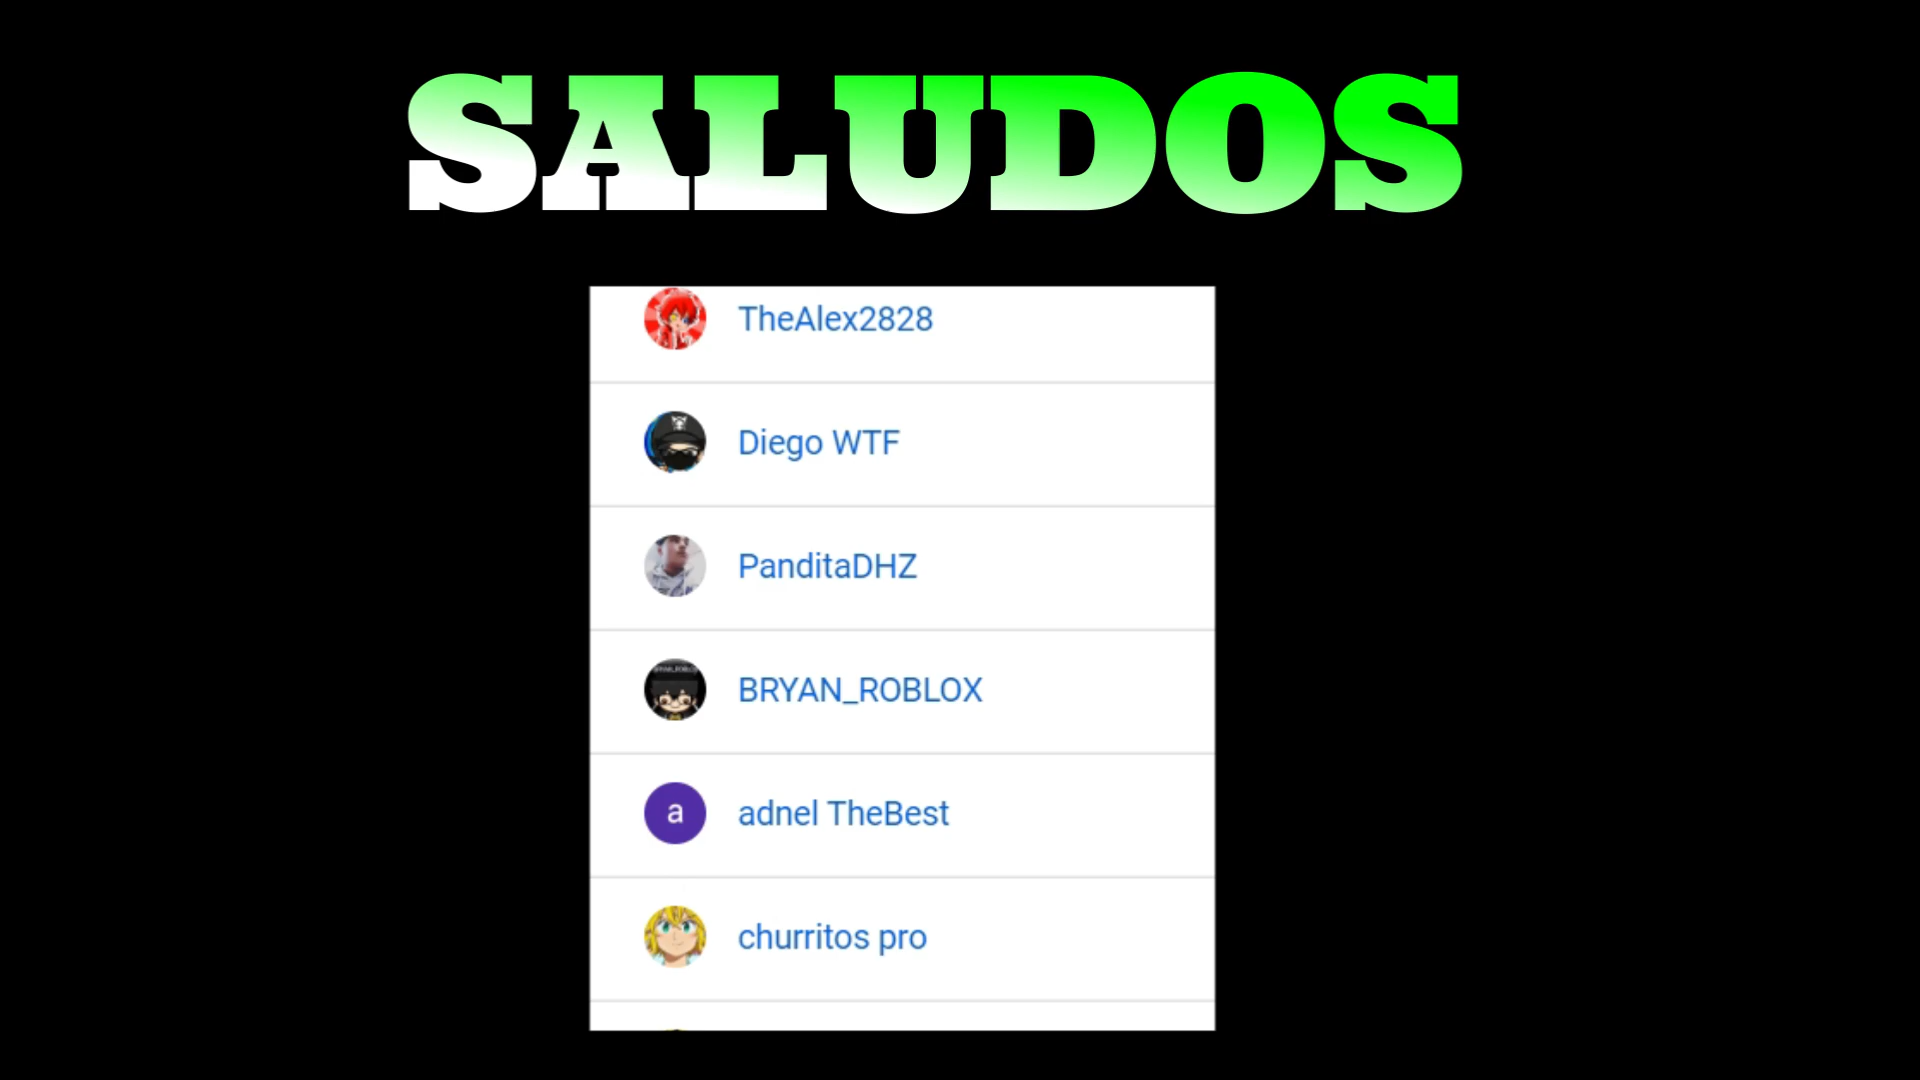 SALUDOS
TheAlex2828
Diego WTF
PanditaDHZ
BRYAN_ROBLOX
a
adnel TheBest
churritos pro